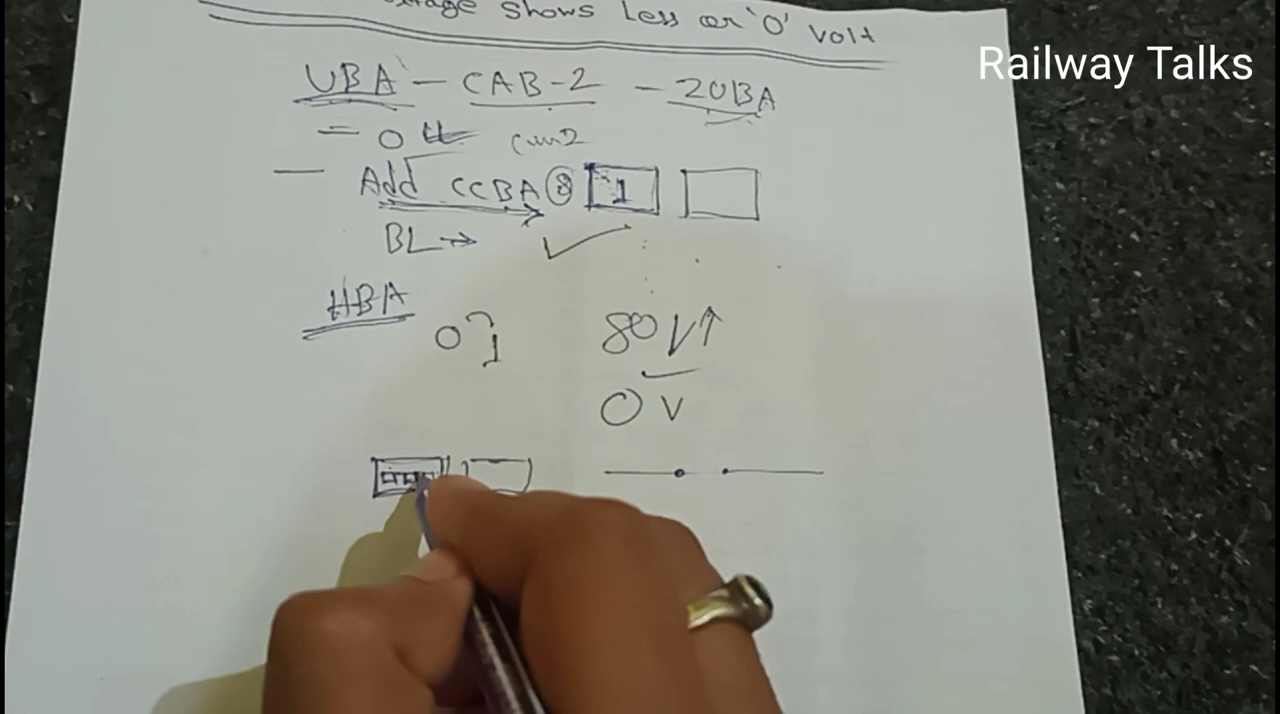 Shows Less or 'O' Volt
Railway Talks
UBA - CAB-2 - 20BA
= 0
Add CCBA 8 1
BL →
HBA
0 1 80 V ↑
0 V